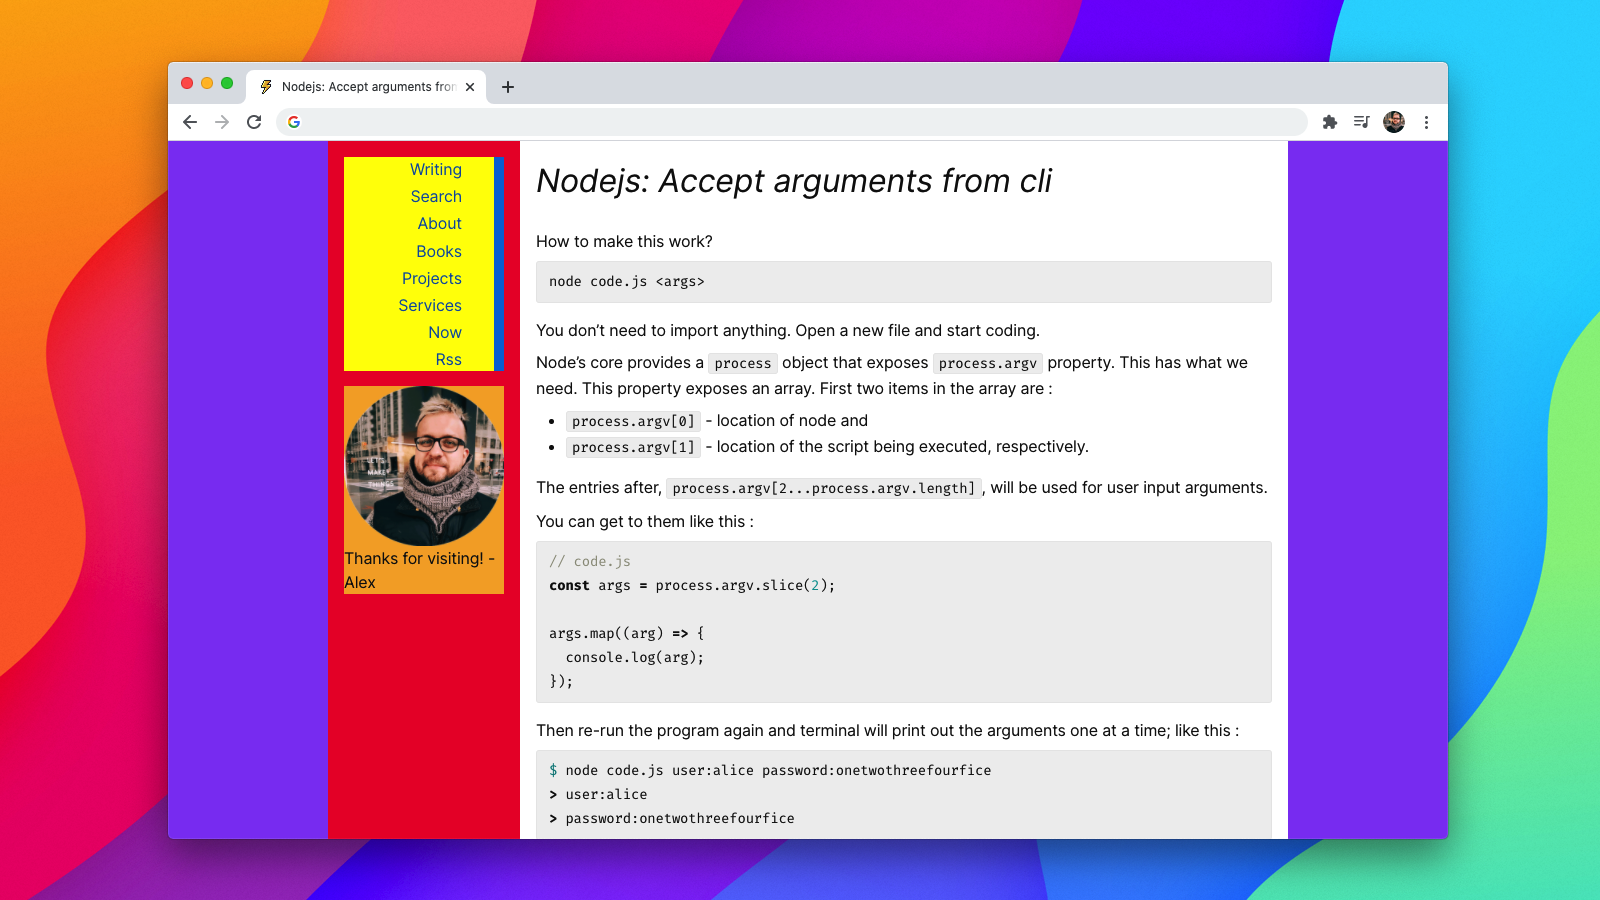 Nodejs: Accept arguments fron
Writing
Search
About
Books
Projects
Services
Now
Rss
LET'S
MAKE
THINGS
Thanks for visiting! -
Alex
Nodejs: Accept arguments from cli
How to make this work?
node code.js <args>
You don’t need to import anything. Open a new file and start coding.
Node’s core provides a process object that exposes process.argv property. This has what we
need. This property exposes an array. First two items in the array are :
• process.argv[0] - location of node and
• process.argv[1] - location of the script being executed, respectively.
The entries after, process.argv[2...process.argv.length], will be used for user input arguments.
You can get to them like this :
// code.js
const args = process.argv.slice(2);
args.map((arg) => {
  console.log(arg);
});
Then re-run the program again and terminal will print out the arguments one at a time; like this :
$ node code.js user:alice password:onetwothreefourfice
> user:alice
> password:onetwothreefourfice